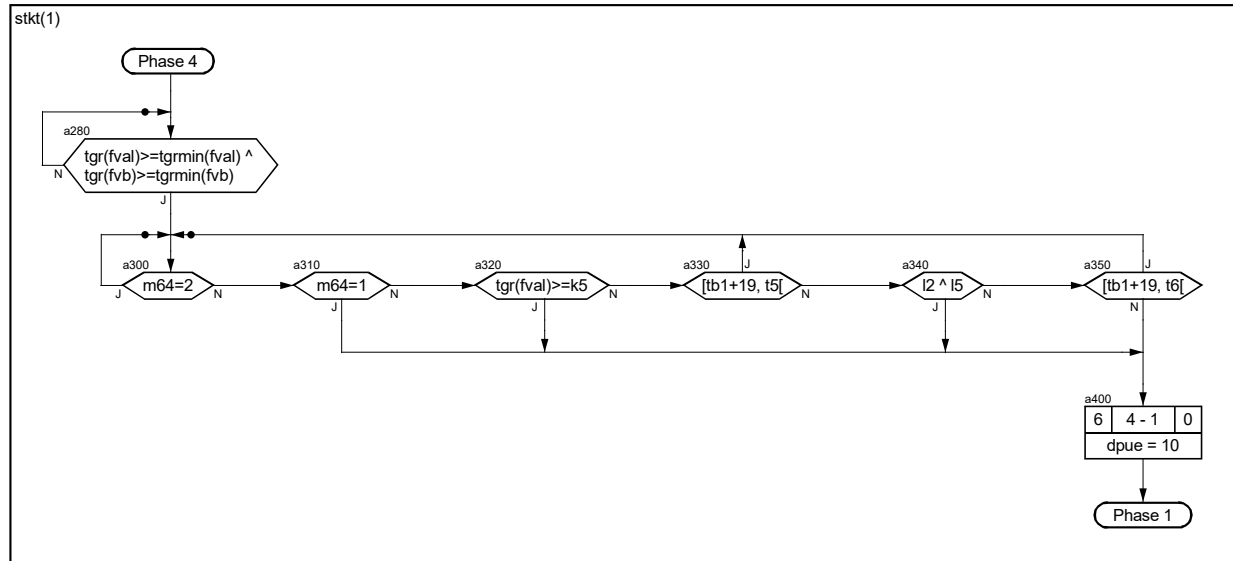 stkt(1)
Phase 4
a280
tgr(fval)>=tgrmin(fval) ^
tgr(fvb)>=tgrmin(fvb)
N
J
a300
m64=2
J
N
a310
m64=1
N
J
a320
tgr(fval)>=k5
N
J
a330
[tb1+19, t5[
J
N
a340
l2 ^ l5
N
J
a350
[tb1+19, t6[
J
N
a400
6 4 - 1 0
dpue = 10
Phase 1